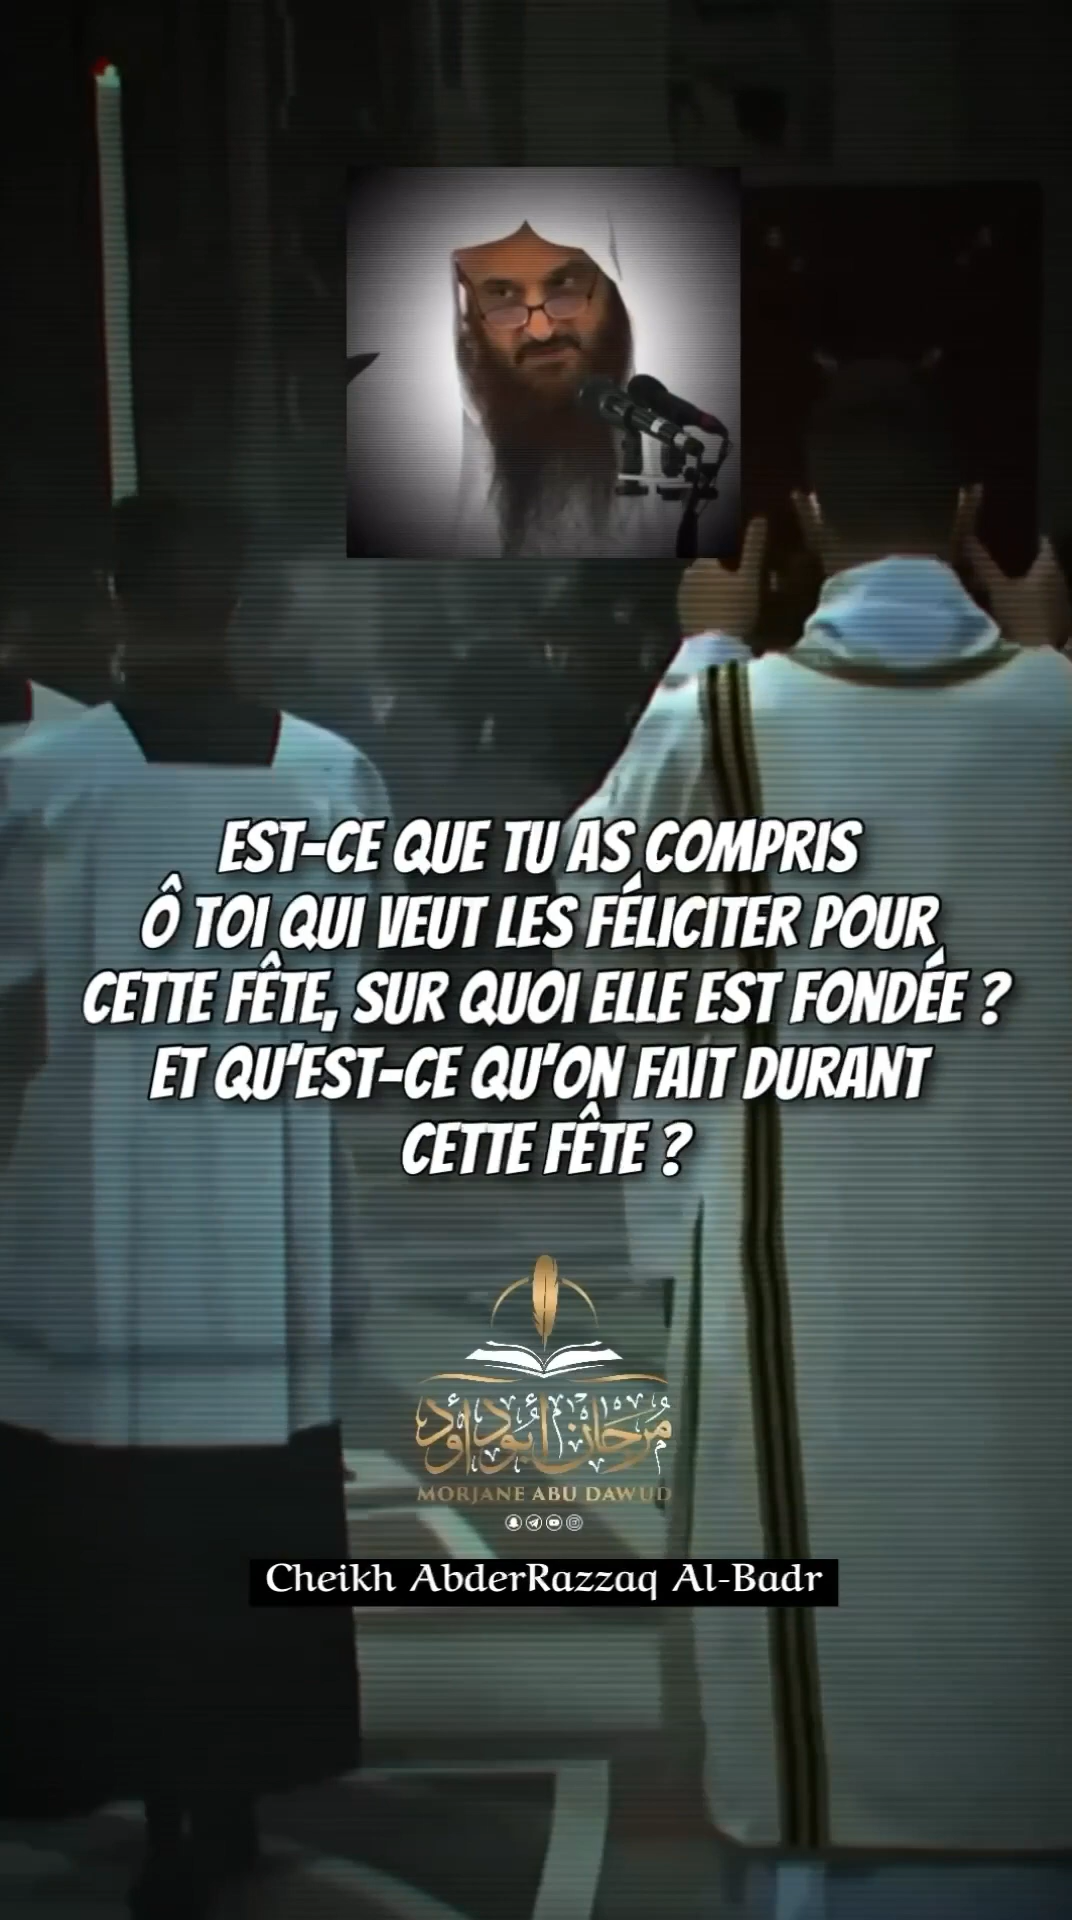 EST-CE QUE TU AS COMPRIS
Ô TOI QUI VEUT LES FÉLICITER POUR
CETTE FÊTE, SUR QUOI ELLE EST FONDÉE ?
ET QU'EST-CE QU'ON FAIT DURANT
CETTE FÊTE ?
مُرجان أبو داود
MORJANE ABU DAWUD
Cheikh AbderRazzaq Al-Badr